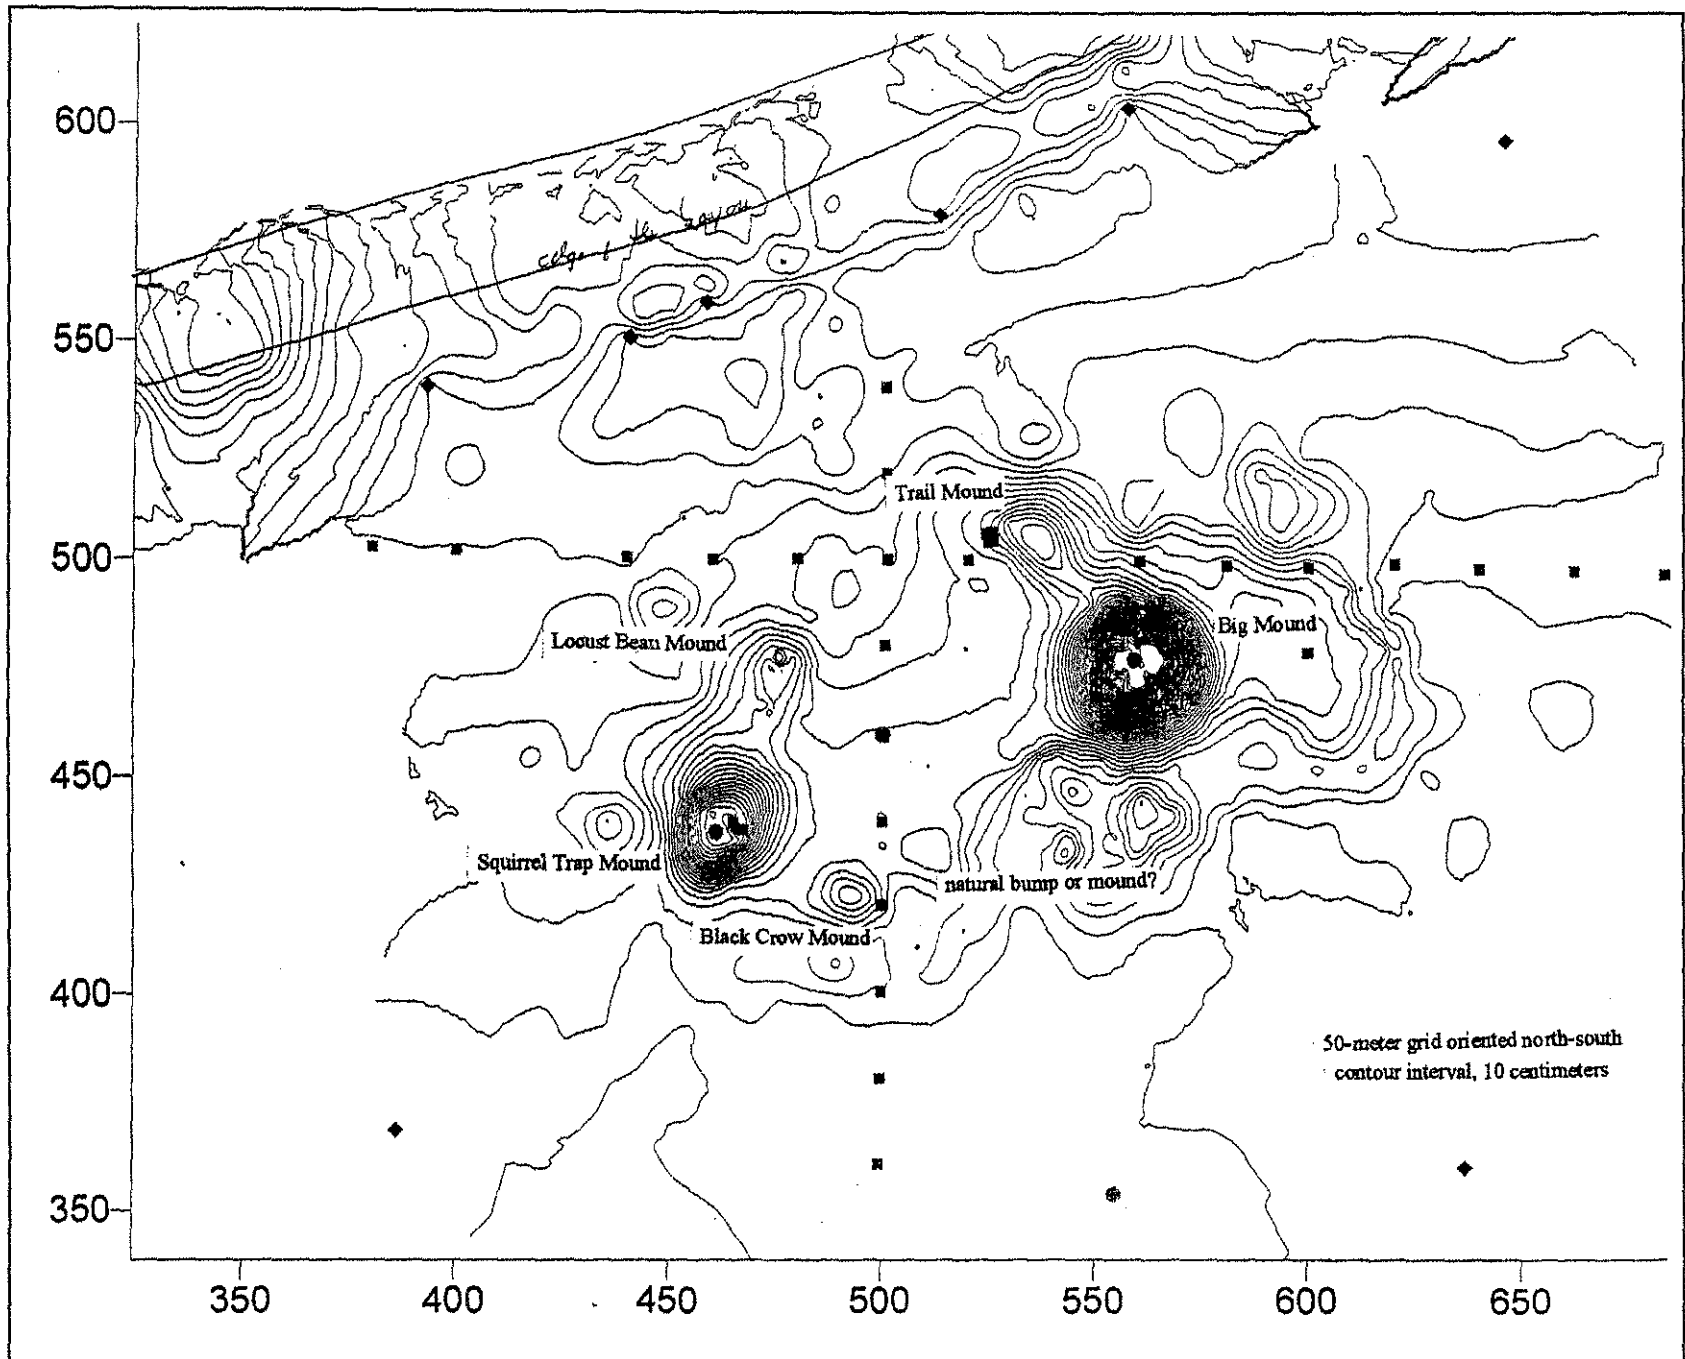 600
edge of the bayou
550
Trail Mound
500
Big Mound
Locust Bean Mound
450
Squirrel Trap Mound
natural bump or mound?
Black Crow Mound
400
50-meter grid oriented north-south
contour interval, 10 centimeters
350
350 400 450 500 550 600 650